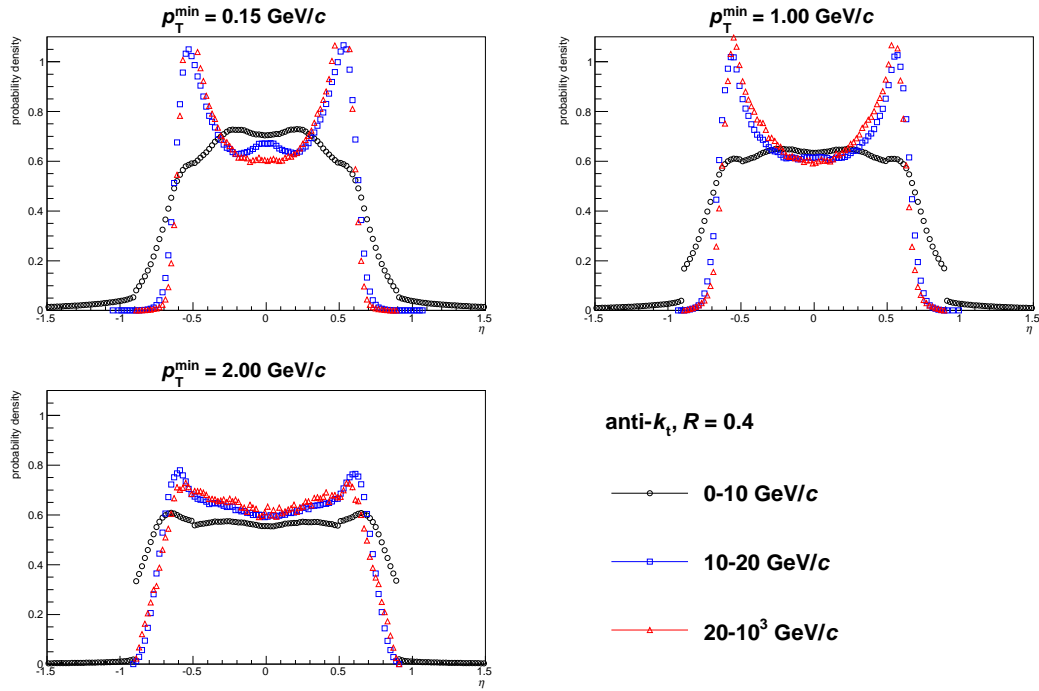 p_T^min = 0.15 GeV/c
probability density
1
0.8
0.6
0.4
0.2
0
-1.5 -1 -0.5 0 0.5 1 1.5
η
p_T^min = 1.00 GeV/c
probability density
1
0.8
0.6
0.4
0.2
0
-1.5 -1 -0.5 0 0.5 1 1.5
η
p_T^min = 2.00 GeV/c
probability density
1
0.8
0.6
0.4
0.2
0
-1.5 -1 -0.5 0 0.5 1 1.5
η
anti-k_t, R = 0.4
0-10 GeV/c
10-20 GeV/c
20-10³ GeV/c